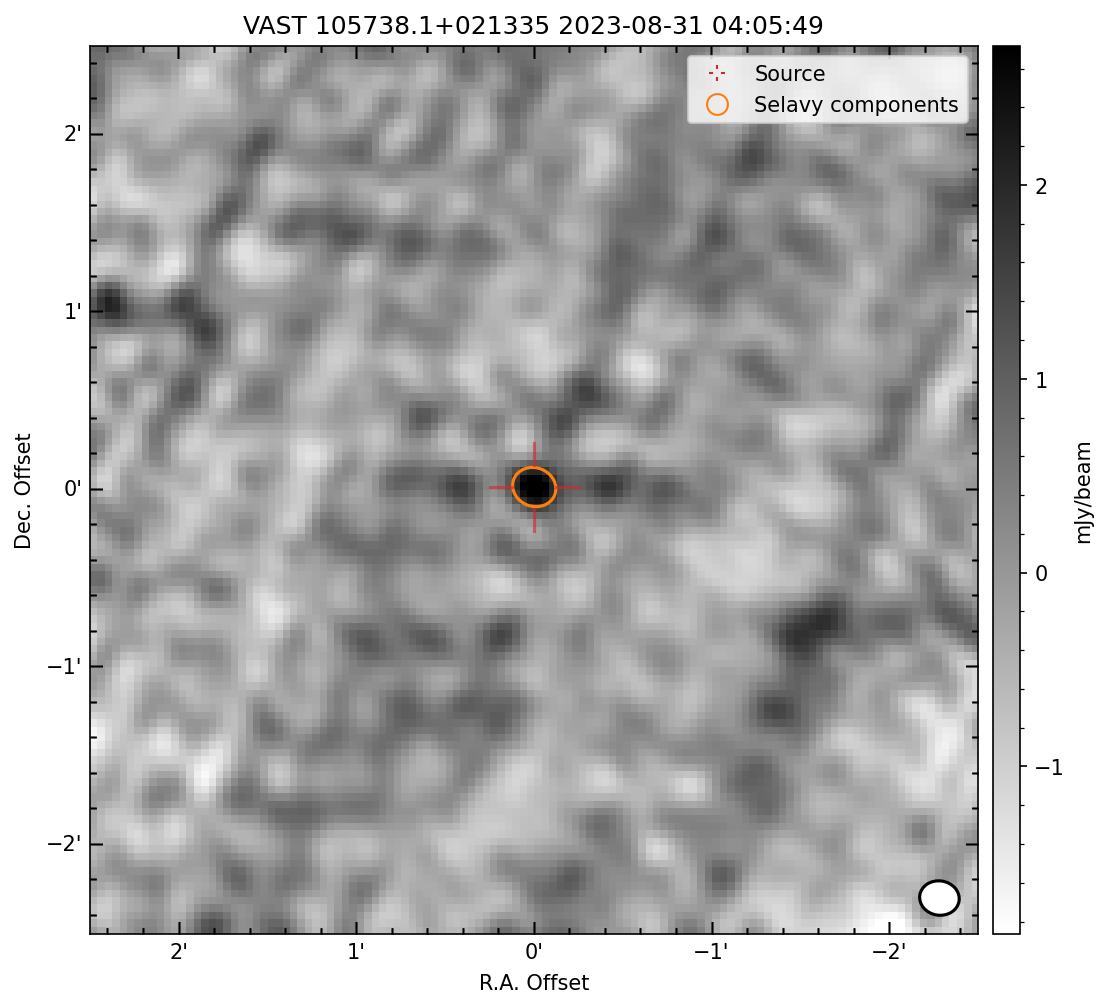 VAST 105738.1+021335 2023-08-31 04:05:49
Source
Selavy components
2'
1'
0'
−1'
−2'
Dec. Offset
2'
1'
0'
−1'
−2'
R.A. Offset
2
1
0
−1
mJy/beam